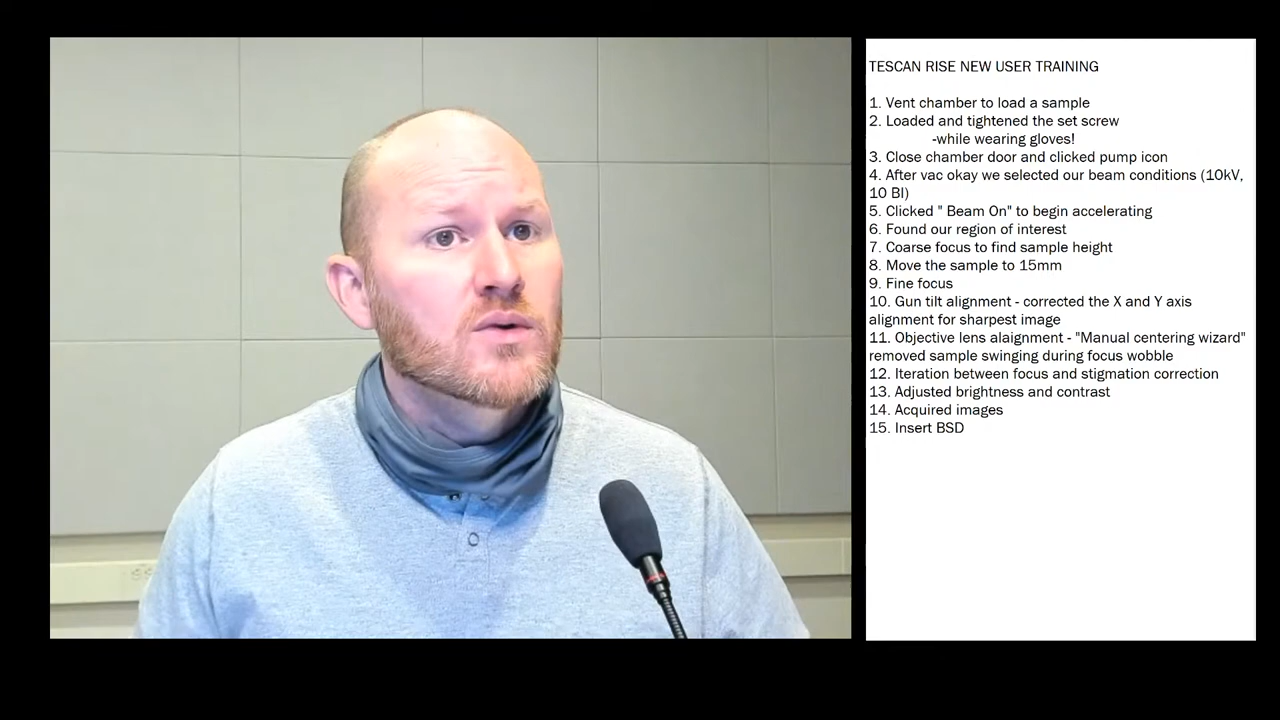 TESCAN RISE NEW USER TRAINING
1. Vent chamber to load a sample
2. Loaded and tightened the set screw
-while wearing gloves!
3. Close chamber door and clicked pump icon
4. After vac okay we selected our beam conditions (10kV,
10 BI)
5. Clicked " Beam On" to begin accelerating
6. Found our region of interest
7. Coarse focus to find sample height
8. Move the sample to 15mm
9. Fine focus
10. Gun tilt alignment - corrected the X and Y axis
alignment for sharpest image
11. Objective lens alaignment - "Manual centering wizard"
removed sample swinging during focus wobble
12. Iteration between focus and stigmation correction
13. Adjusted brightness and contrast
14. Acquired images
15. Insert BSD